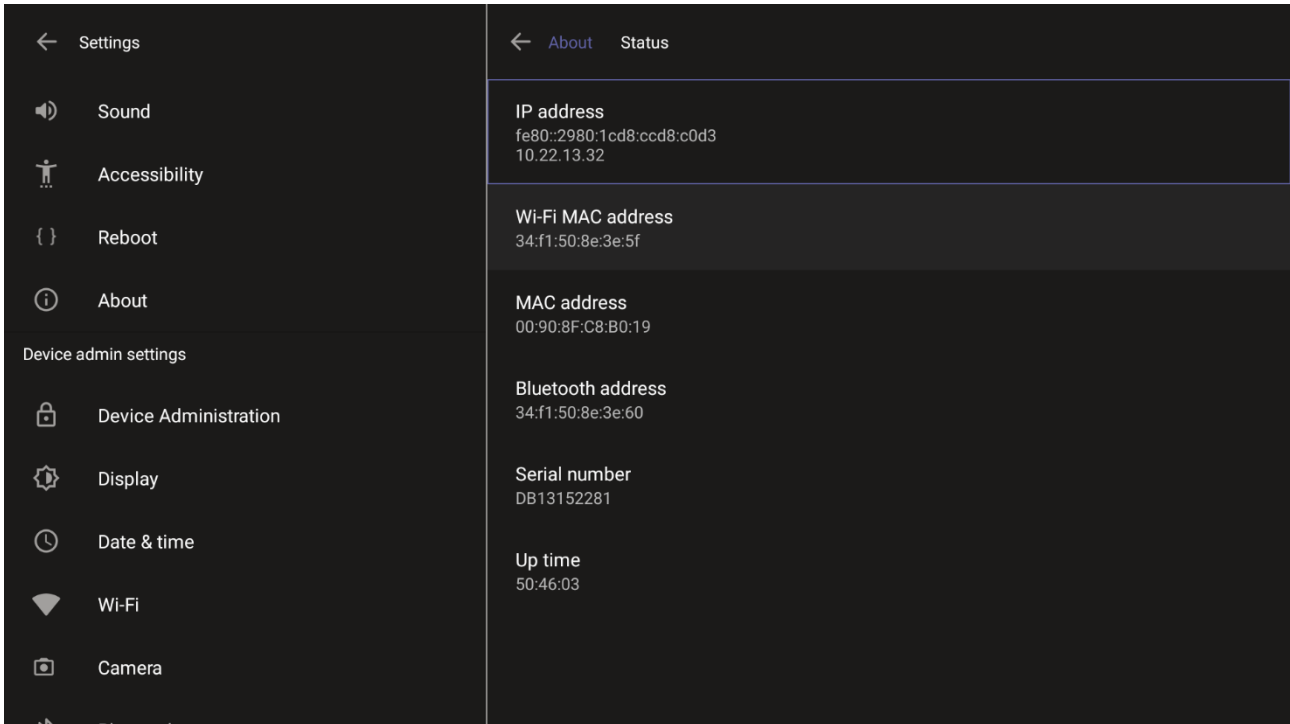 Settings
Sound
Accessibility
Reboot
About
Device admin settings
Device Administration
Display
Date & time
Wi-Fi
Camera
About Status
IP address
fe80::2980:1cd8:ccd8:c0d3
10.22.13.32
Wi-Fi MAC address
34:f1:50:8e:3e:5f
MAC address
00:90:8F:C8:B0:19
Bluetooth address
34:f1:50:8e:3e:60
Serial number
DB13152281
Up time
50:46:03